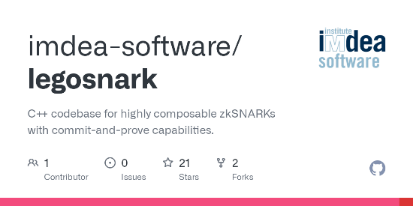 imdea-software/
legosnark
institute
imdea
software
C++ codebase for highly composable zkSNARKs
with commit-and-prove capabilities.
1 0 21 2
Contributor Issues Stars Forks